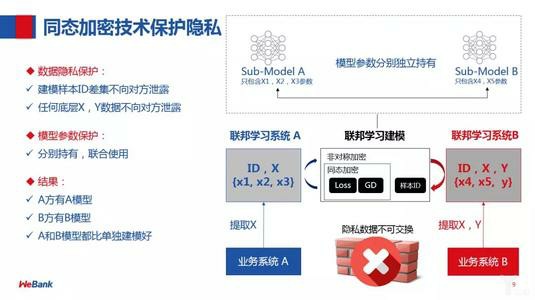 同态加密技术保护隐私
数据隐私保护：
建模样本ID差集不向对方泄露
任何底层X，Y数据不向对方泄露
模型参数保护：
分别持有，联合使用
结果：
A方有A模型
B方有B模型
A和B模型都比单独建模好
Sub-Model A
只包含X1，X2，X3参数
模型参数分别独立持有
Sub-Model B
只包含X4，X5参数
联邦学习系统 A
联邦学习建模
联邦学习系统B
ID，X
{x1, x2, x3}
非对称加密
同态加密
Loss
GD
样本ID
ID，X，Y
{x4, x5, y}
提取X
隐私数据不可交换
提取X，Y
业务系统 A
业务系统 B
WeBank
9